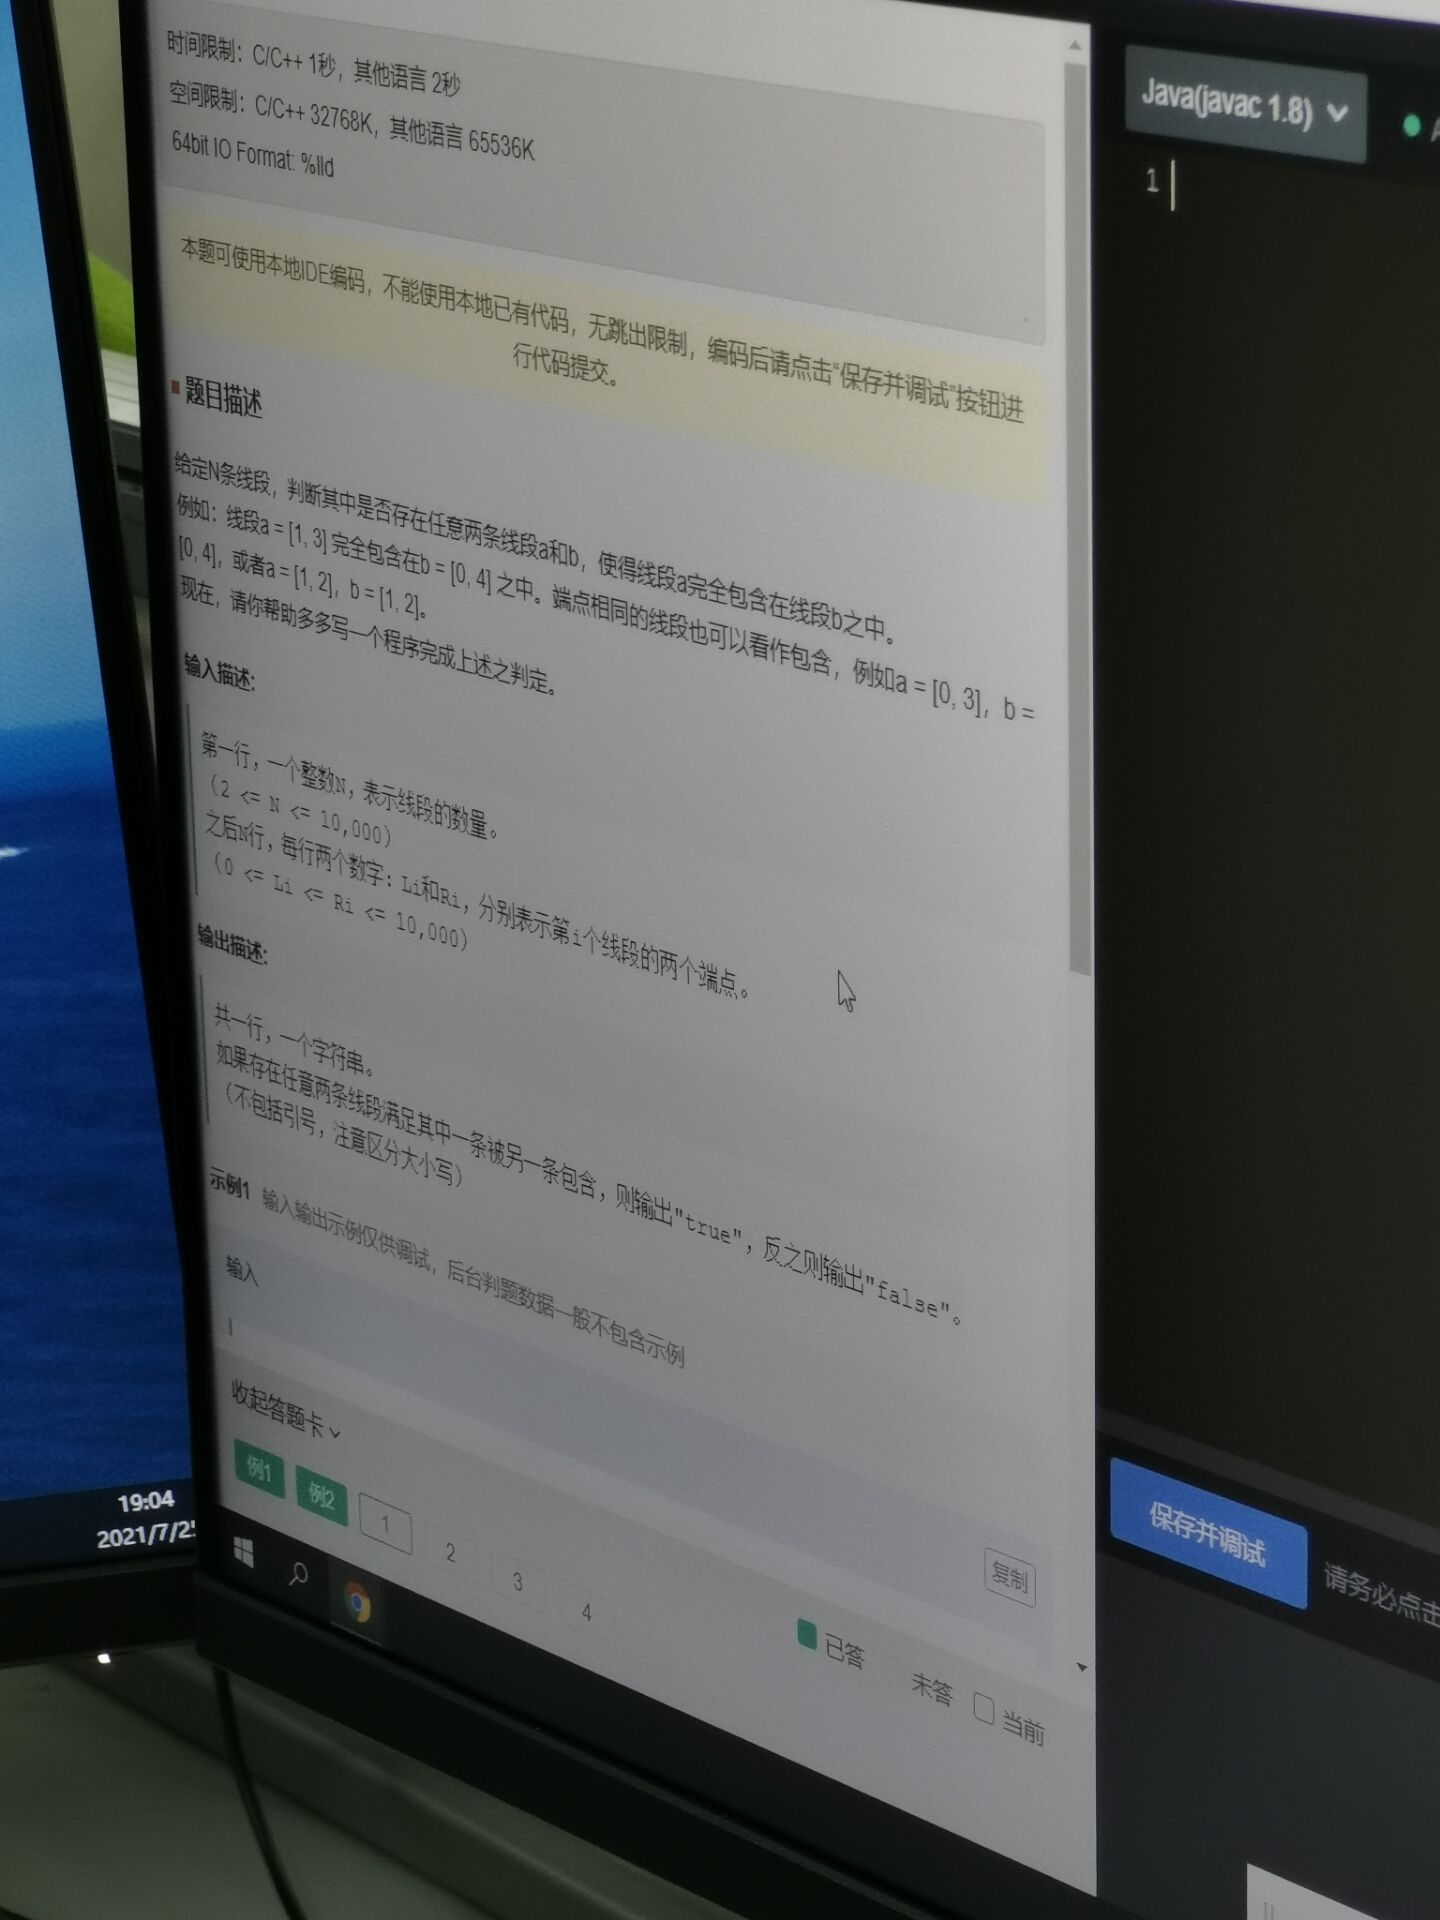 时间限制：C/C++ 1秒，其他语言 2秒
空间限制：C/C++ 32768K，其他语言 65536K
64bit IO Format: %lld
本题可使用本地IDE编码，不能使用本地已有代码，无跳出限制，编码后请点击“保存并调试”按钮进
行代码提交。
题目描述
给定N条线段，判断其中是否存在任意两条线段a和b，使得线段a完全包含在线段b之中。
例如：线段a = [1, 3] 完全包含在b = [0, 4] 之中。端点相同的线段也可以看作包含，例如a = [0, 3]，b =
[0, 4]，或者a = [1, 2]，b = [1, 2]。
现在，请你帮助多多写一个程序完成上述之判定。
输入描述:
第一行，一个整数N，表示线段的数量。
（2 <= N <= 10,000）
之后N行，每行两个数字：Li和Ri，分别表示第i个线段的两个端点。
（0 <= Li <= Ri <= 10,000）
输出描述:
共一行，一个字符串。
如果存在任意两条线段满足其中一条被另一条包含，则输出"true"，反之则输出"false"。
（不包括引号，注意区分大小写）
示例1 输入输出示例仅供调试，后台判题数据一般不包含示例
输入
复制
收起答题卡
例1 例2 1 2 3 4
已答 未答 当前
Java(javac 1.8)
1
保存并调试 请务必点击
19:04
2021/7/25